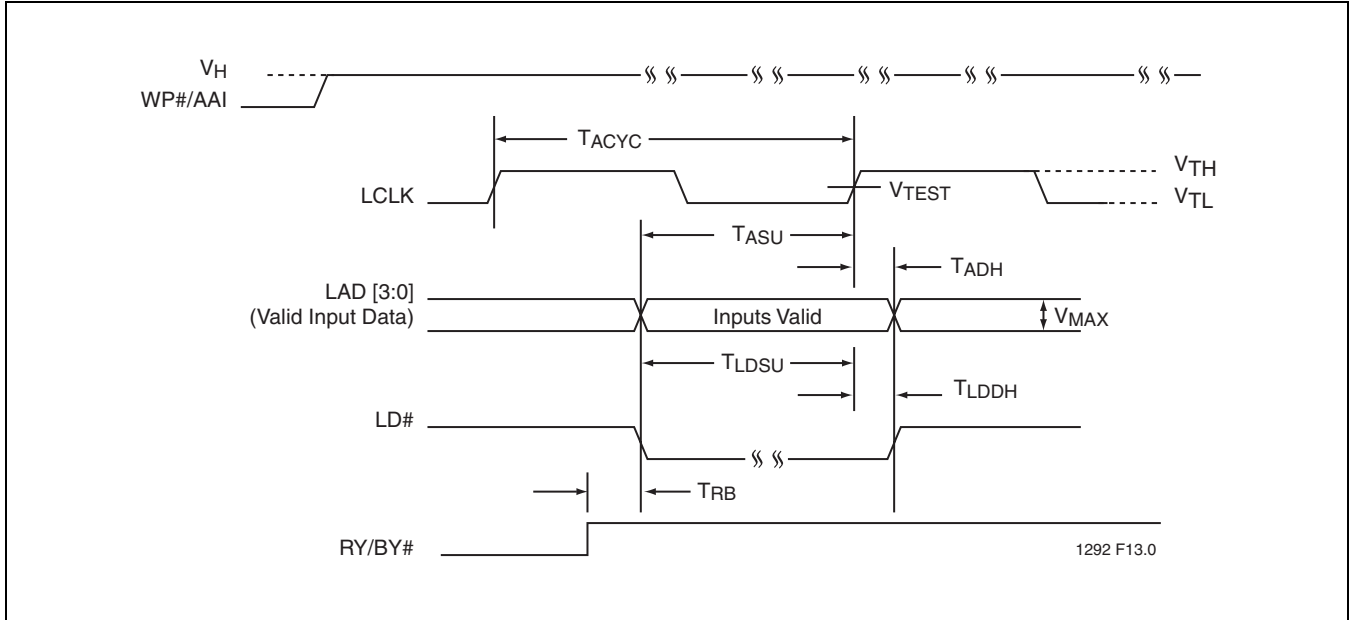 VH
WP#/AAI
TACYC
VTH
LCLK
VTEST
VTL
TASU
TADH
LAD [3:0]
(Valid Input Data)
Inputs Valid
VMAX
TLDSU
TLDDH
LD#
TRB
RY/BY#
1292 F13.0